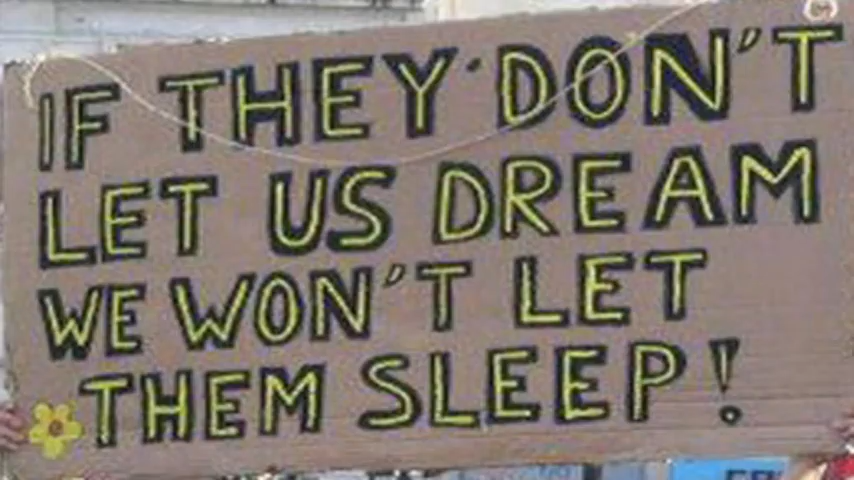 IF THEY DON'T
LET US DREAM
WE WON'T LET
THEM SLEEP!